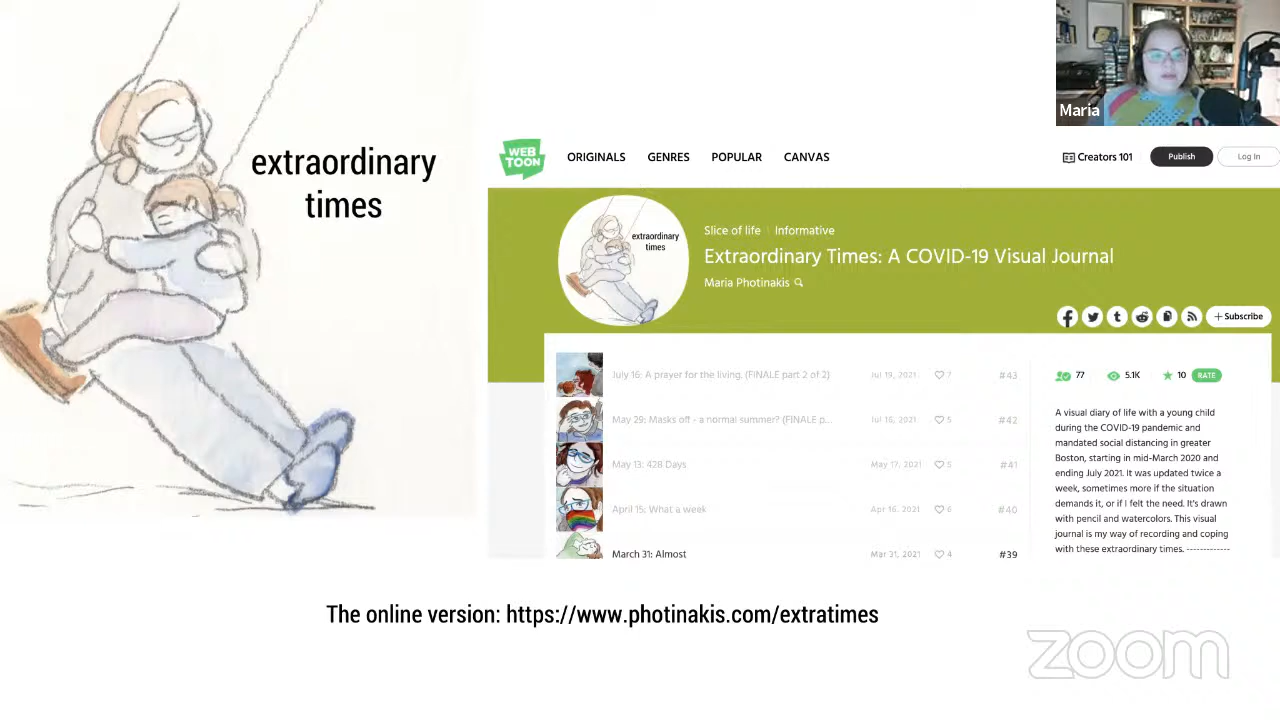 extraordinary
times
Maria
WEB
TOON
ORIGINALS GENRES POPULAR CANVAS
Creators 101 Publish Log In
extraordinary
times
Slice of life Informative
Extraordinary Times: A COVID-19 Visual Journal
Maria Photinakis
+ Subscribe
July 16: A prayer for the living, (FINALE part 2 of 2) Jul 19, 2021 7 #43
May 29: Masks off - a normal summer? (FINALE p... Jul 16, 2021 5 #42
May 13: 428 Days May 17, 2021 5 #41
April 15: What a week Apr 16, 2021 6 #40
March 31: Almost Mar 31, 2021 4 #39
77 5.1K 10 RATE
A visual diary of life with a young child
during the COVID-19 pandemic and
mandated social distancing in greater
Boston, starting in mid-March 2020 and
ending July 2021. It was updated twice a
week, sometimes more if the situation
demands it, or if I felt the need. It's drawn
with pencil and watercolors. This visual
journal is my way of recording and coping
with these extraordinary times. -------------
The online version: https://www.photinakis.com/extratimes
zoom